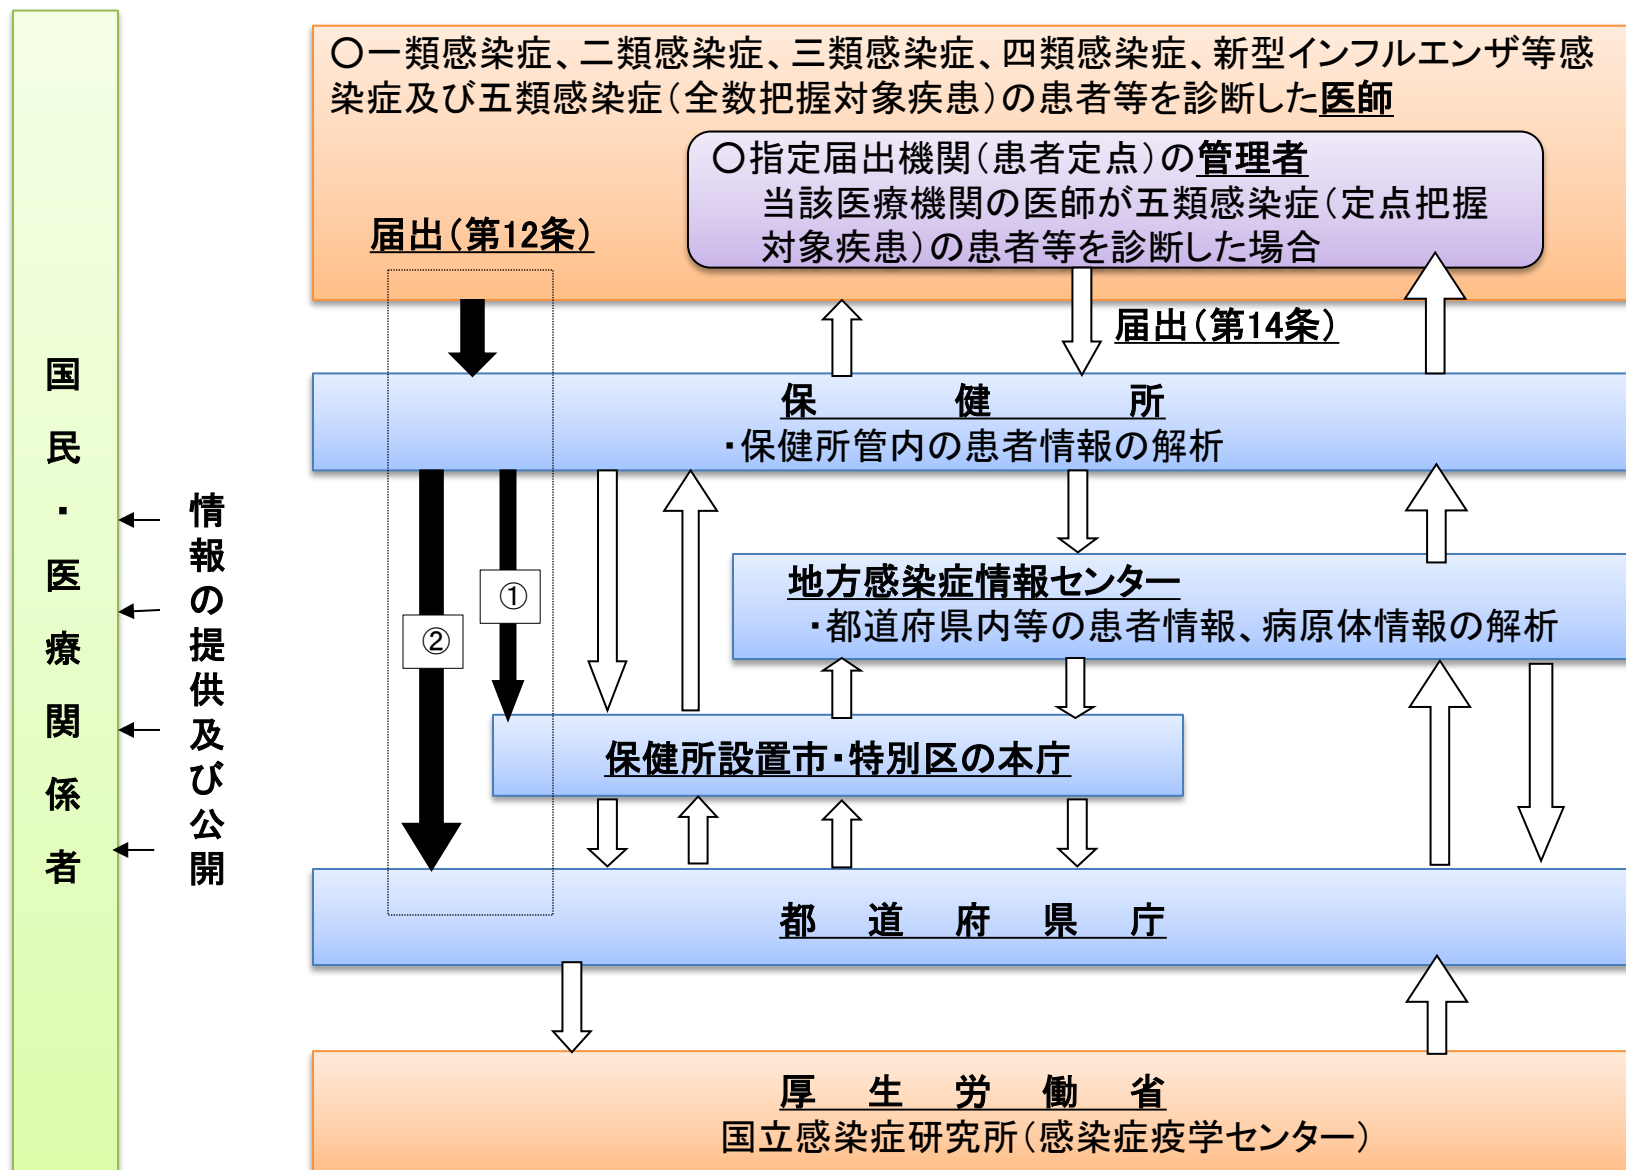 〇一類感染症、二類感染症、三類感染症、四類感染症、新型インフルエンザ等感
染症及び五類感染症（全数把握対象疾患）の患者等を診断した医師
〇指定届出機関（患者定点）の管理者
当該医療機関の医師が五類感染症（定点把握
対象疾患）の患者等を診断した場合
届出（第12条）
届出（第14条）
保健所
・保健所管内の患者情報の解析
地方感染症情報センター
・都道府県内等の患者情報、病原体情報の解析
①
②
保健所設置市・特別区の本庁
都道府県庁
厚生労働省
国立感染症研究所（感染症疫学センター）
情報の提供及び公開
国民・医療関係者